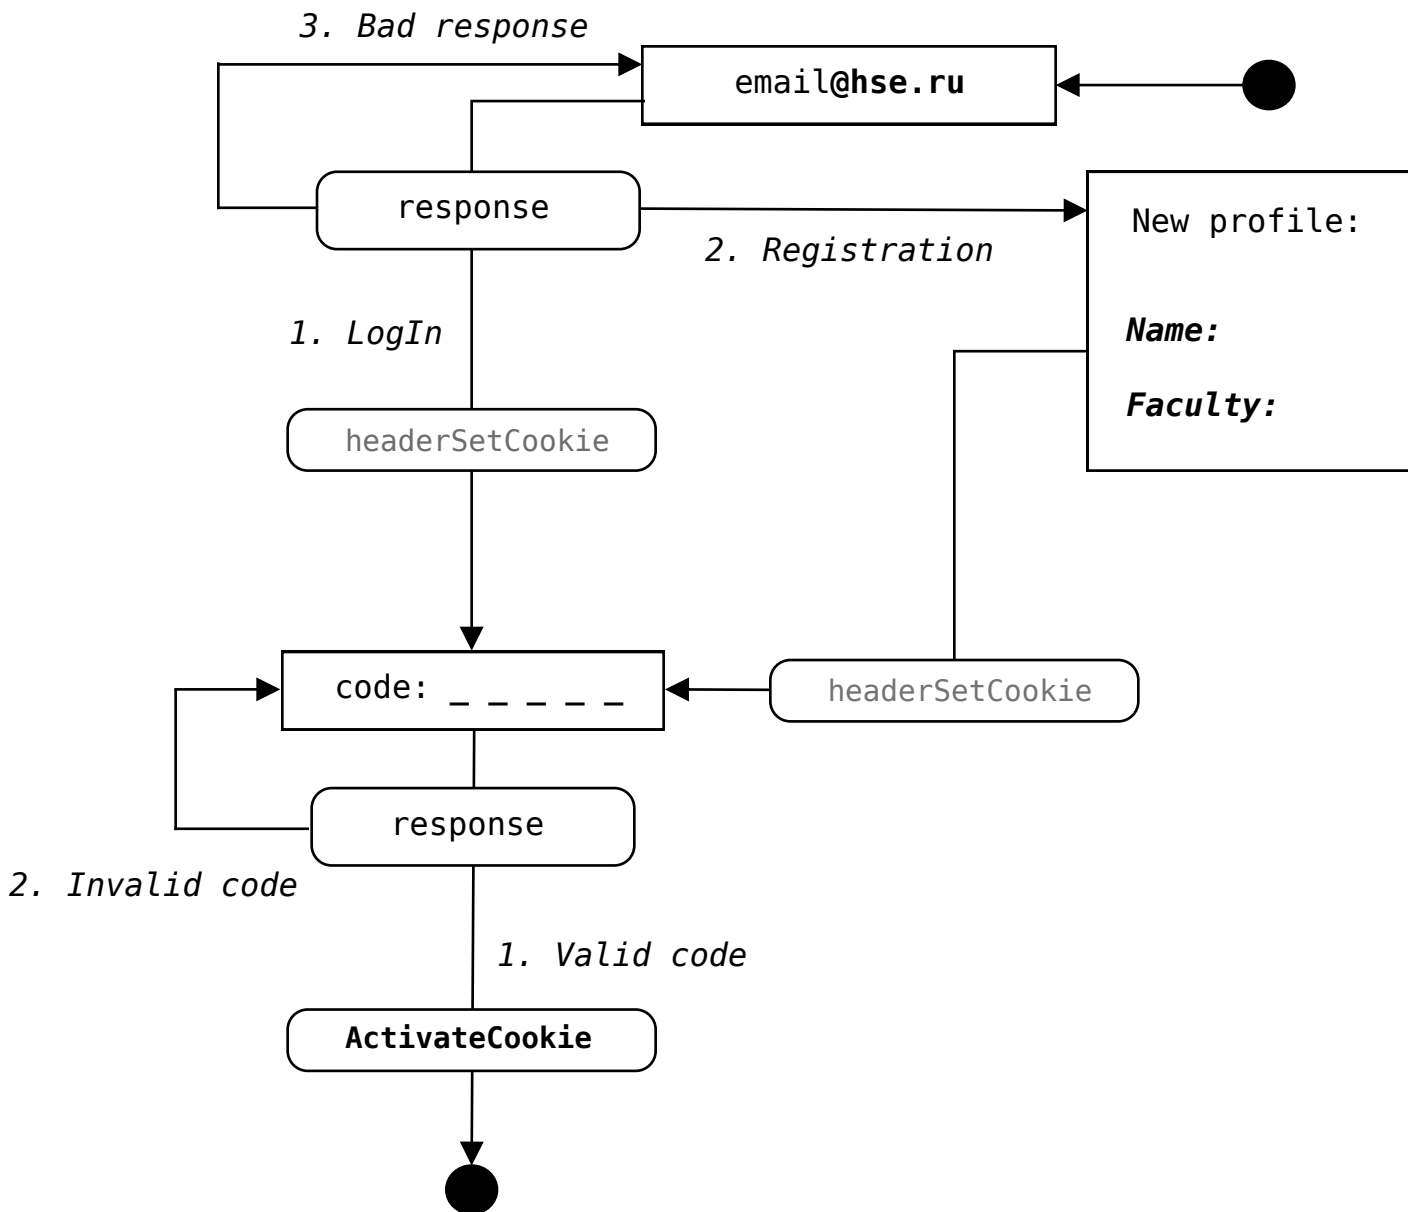 3. Bad response
email@hse.ru
response
New profile:
2. Registration
Name:
1. LogIn
Faculty:
headerSetCookie
code: _ _ _ _ _
headerSetCookie
response
2. Invalid code
1. Valid code
ActivateCookie